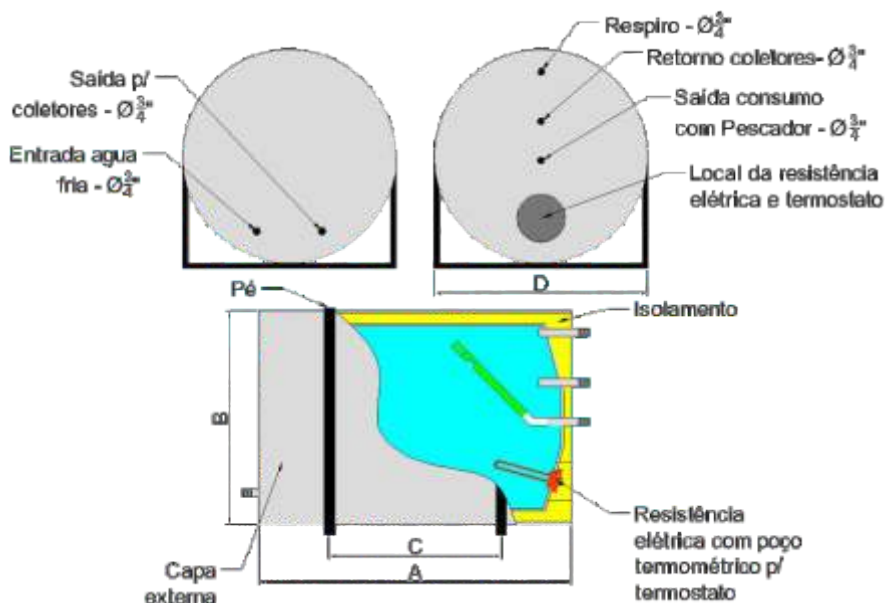 Saída p/
coletores - Ø¾"
Entrada agua
fria - Ø¾"
Respiro - Ø¾"
Retorno coletores- Ø¾"
Saída consumo
com Pescador - Ø¾"
Local da resistência
elétrica e termostato
D
Pé
Isolamento
B
C
A
Capa
externa
Resistência
elétrica com poço
termométrico p/
termostato